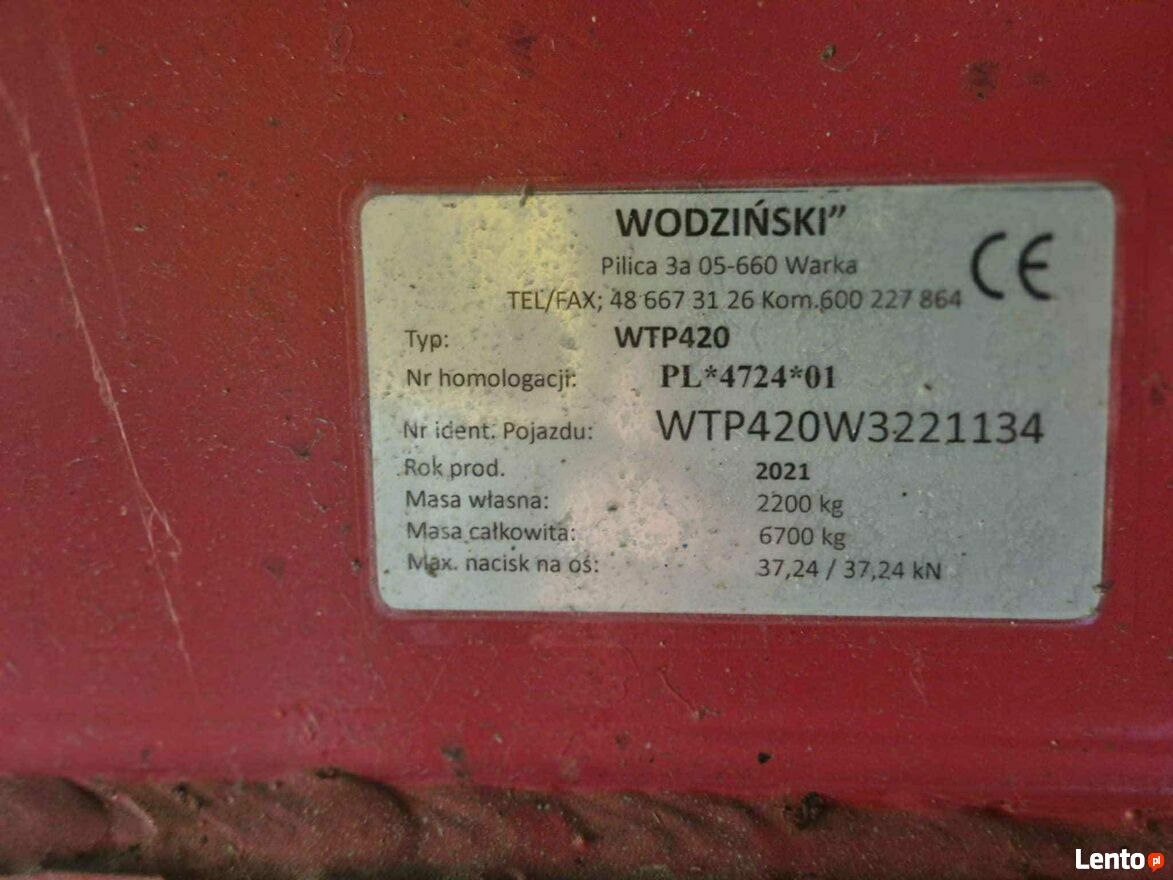 WODZIŃSKI”
Pilica 3a 05-660 Warka
CE
TEL/FAX; 48 667 31 26 Kom.600 227 864
Typ: WTP420
Nr homologacji: PL*4724*01
Nr ident. Pojazdu: WTP420W3221134
Rok prod. 2021
Masa własna: 2200 kg
Masa całkowita: 6700 kg
Max. nacisk na oś: 37,24 / 37,24 kN
Lento pl